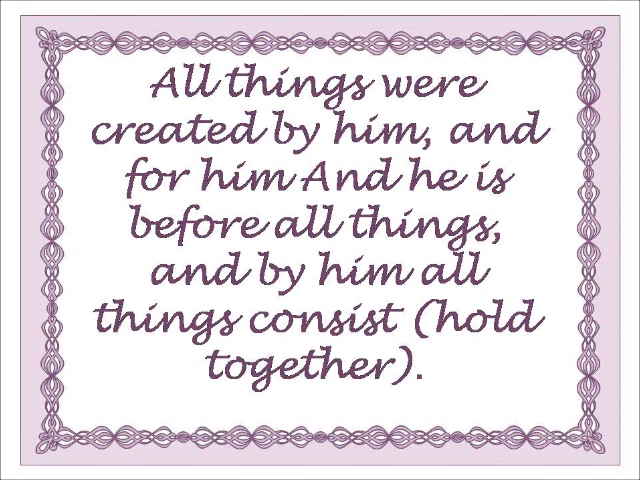 All things were
created by him, and
for him And he is
before all things,
and by him all
things consist (hold
together).